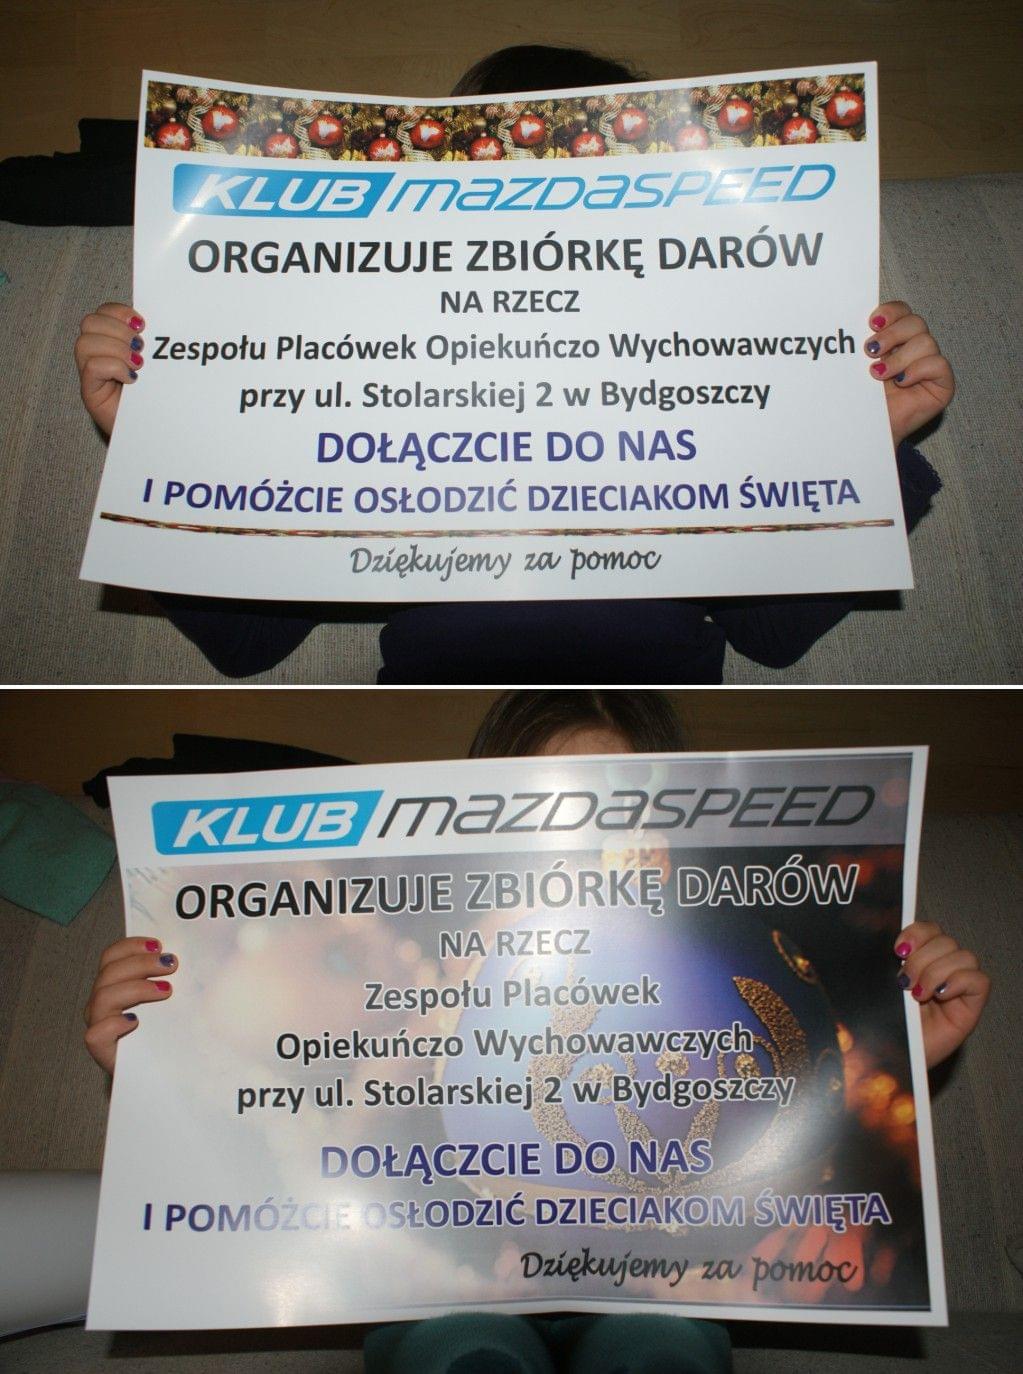 KLUB mazDaSPEED
ORGANIZUJE ZBIÓRKĘ DARÓW
NA RZECZ
Zespołu Placówek Opiekuńczo Wychowawczych
przy ul. Stolarskiej 2 w Bydgoszczy
DOŁĄCZCIE DO NAS
I POMÓŻCIE OSŁODZIĆ DZIECIAKOM ŚWIĘTA
Dziękujemy za pomoc
KLUB mazDaSPEED
ORGANIZUJE ZBIÓRKĘ DARÓW
NA RZECZ
Zespołu Placówek
Opiekuńczo Wychowawczych
przy ul. Stolarskiej 2 w Bydgoszczy
DOŁĄCZCIE DO NAS
I POMÓŻCIE OSŁODZIĆ DZIECIAKOM ŚWIĘTA
Dziękujemy za pomoc